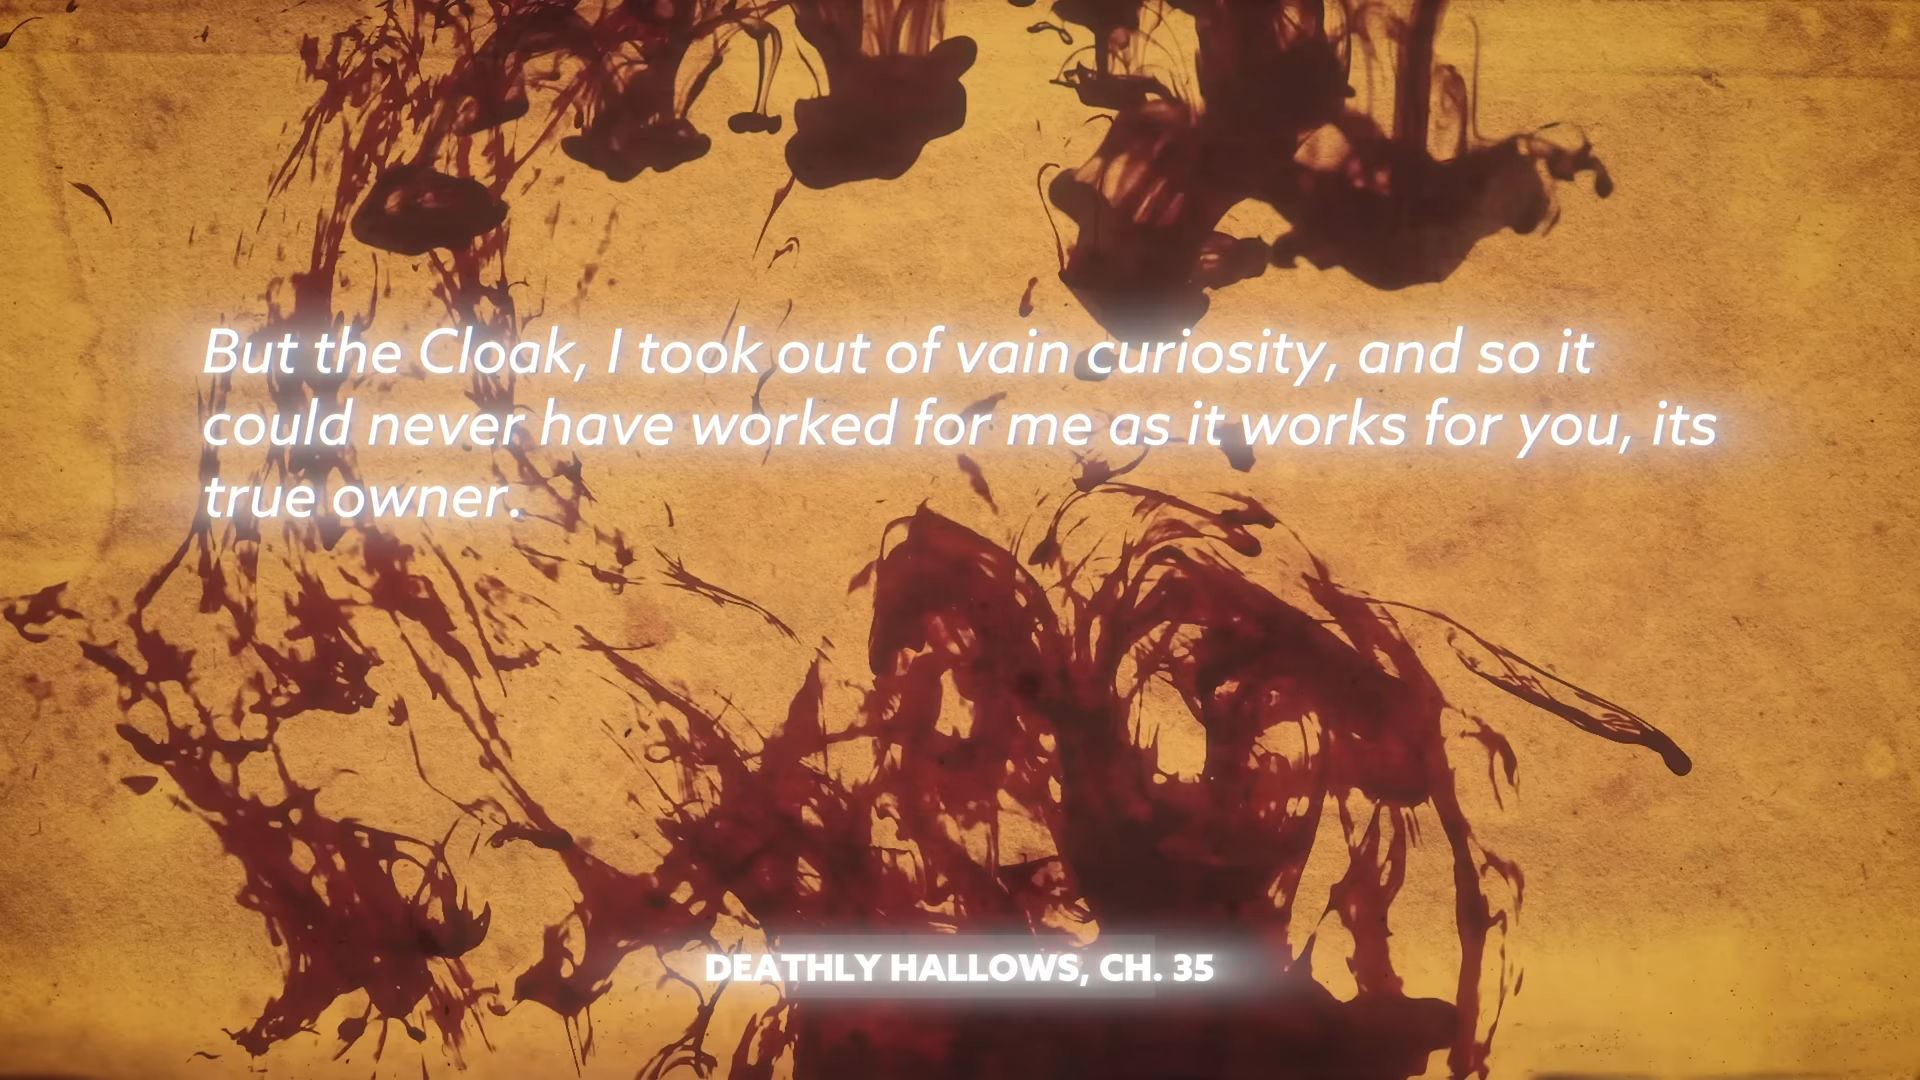 But the Cloak, I took out of vain curiosity, and so it
could never have worked for me as it works for you, its
true owner.
DEATHLY HALLOWS, CH. 35